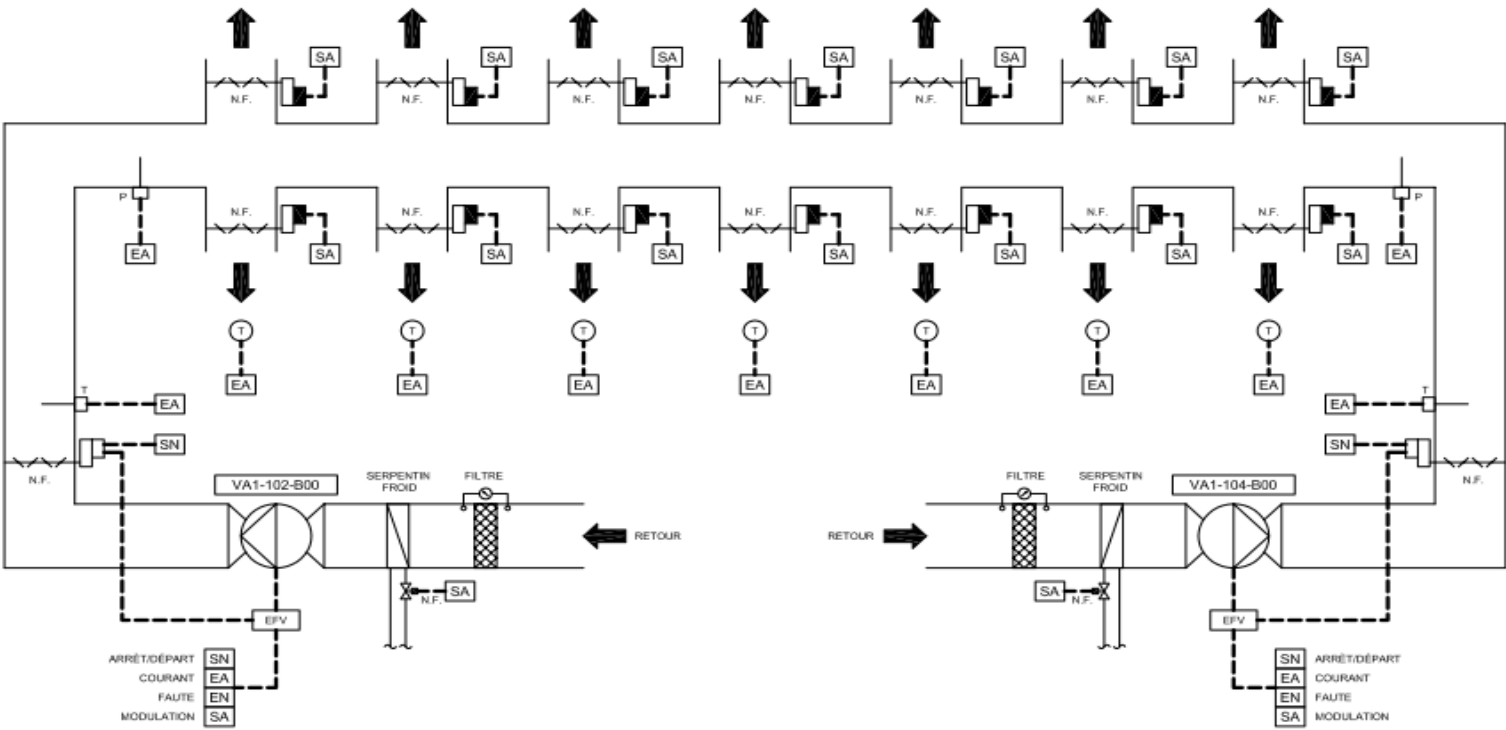 SA SA SA SA SA SA SA
N.F. N.F. N.F. N.F. N.F. N.F. N.F.
P P
N.F. N.F. N.F. N.F. N.F. N.F. N.F.
EA SA SA SA SA SA SA SA EA
T T T T T T T
EA EA EA EA EA EA EA
T T
EA EA
SN SN
N.F. N.F.
VA1-102-B00 SERPENTIN FROID FILTRE FILTRE SERPENTIN FROID VA1-104-B00
RETOUR RETOUR
N.F. SA SA N.F.
EFV EFV
ARRÊT/DÉPART SN SN ARRÊT/DÉPART
COURANT EA EA COURANT
FAUTE EN EN FAUTE
MODULATION SA SA MODULATION